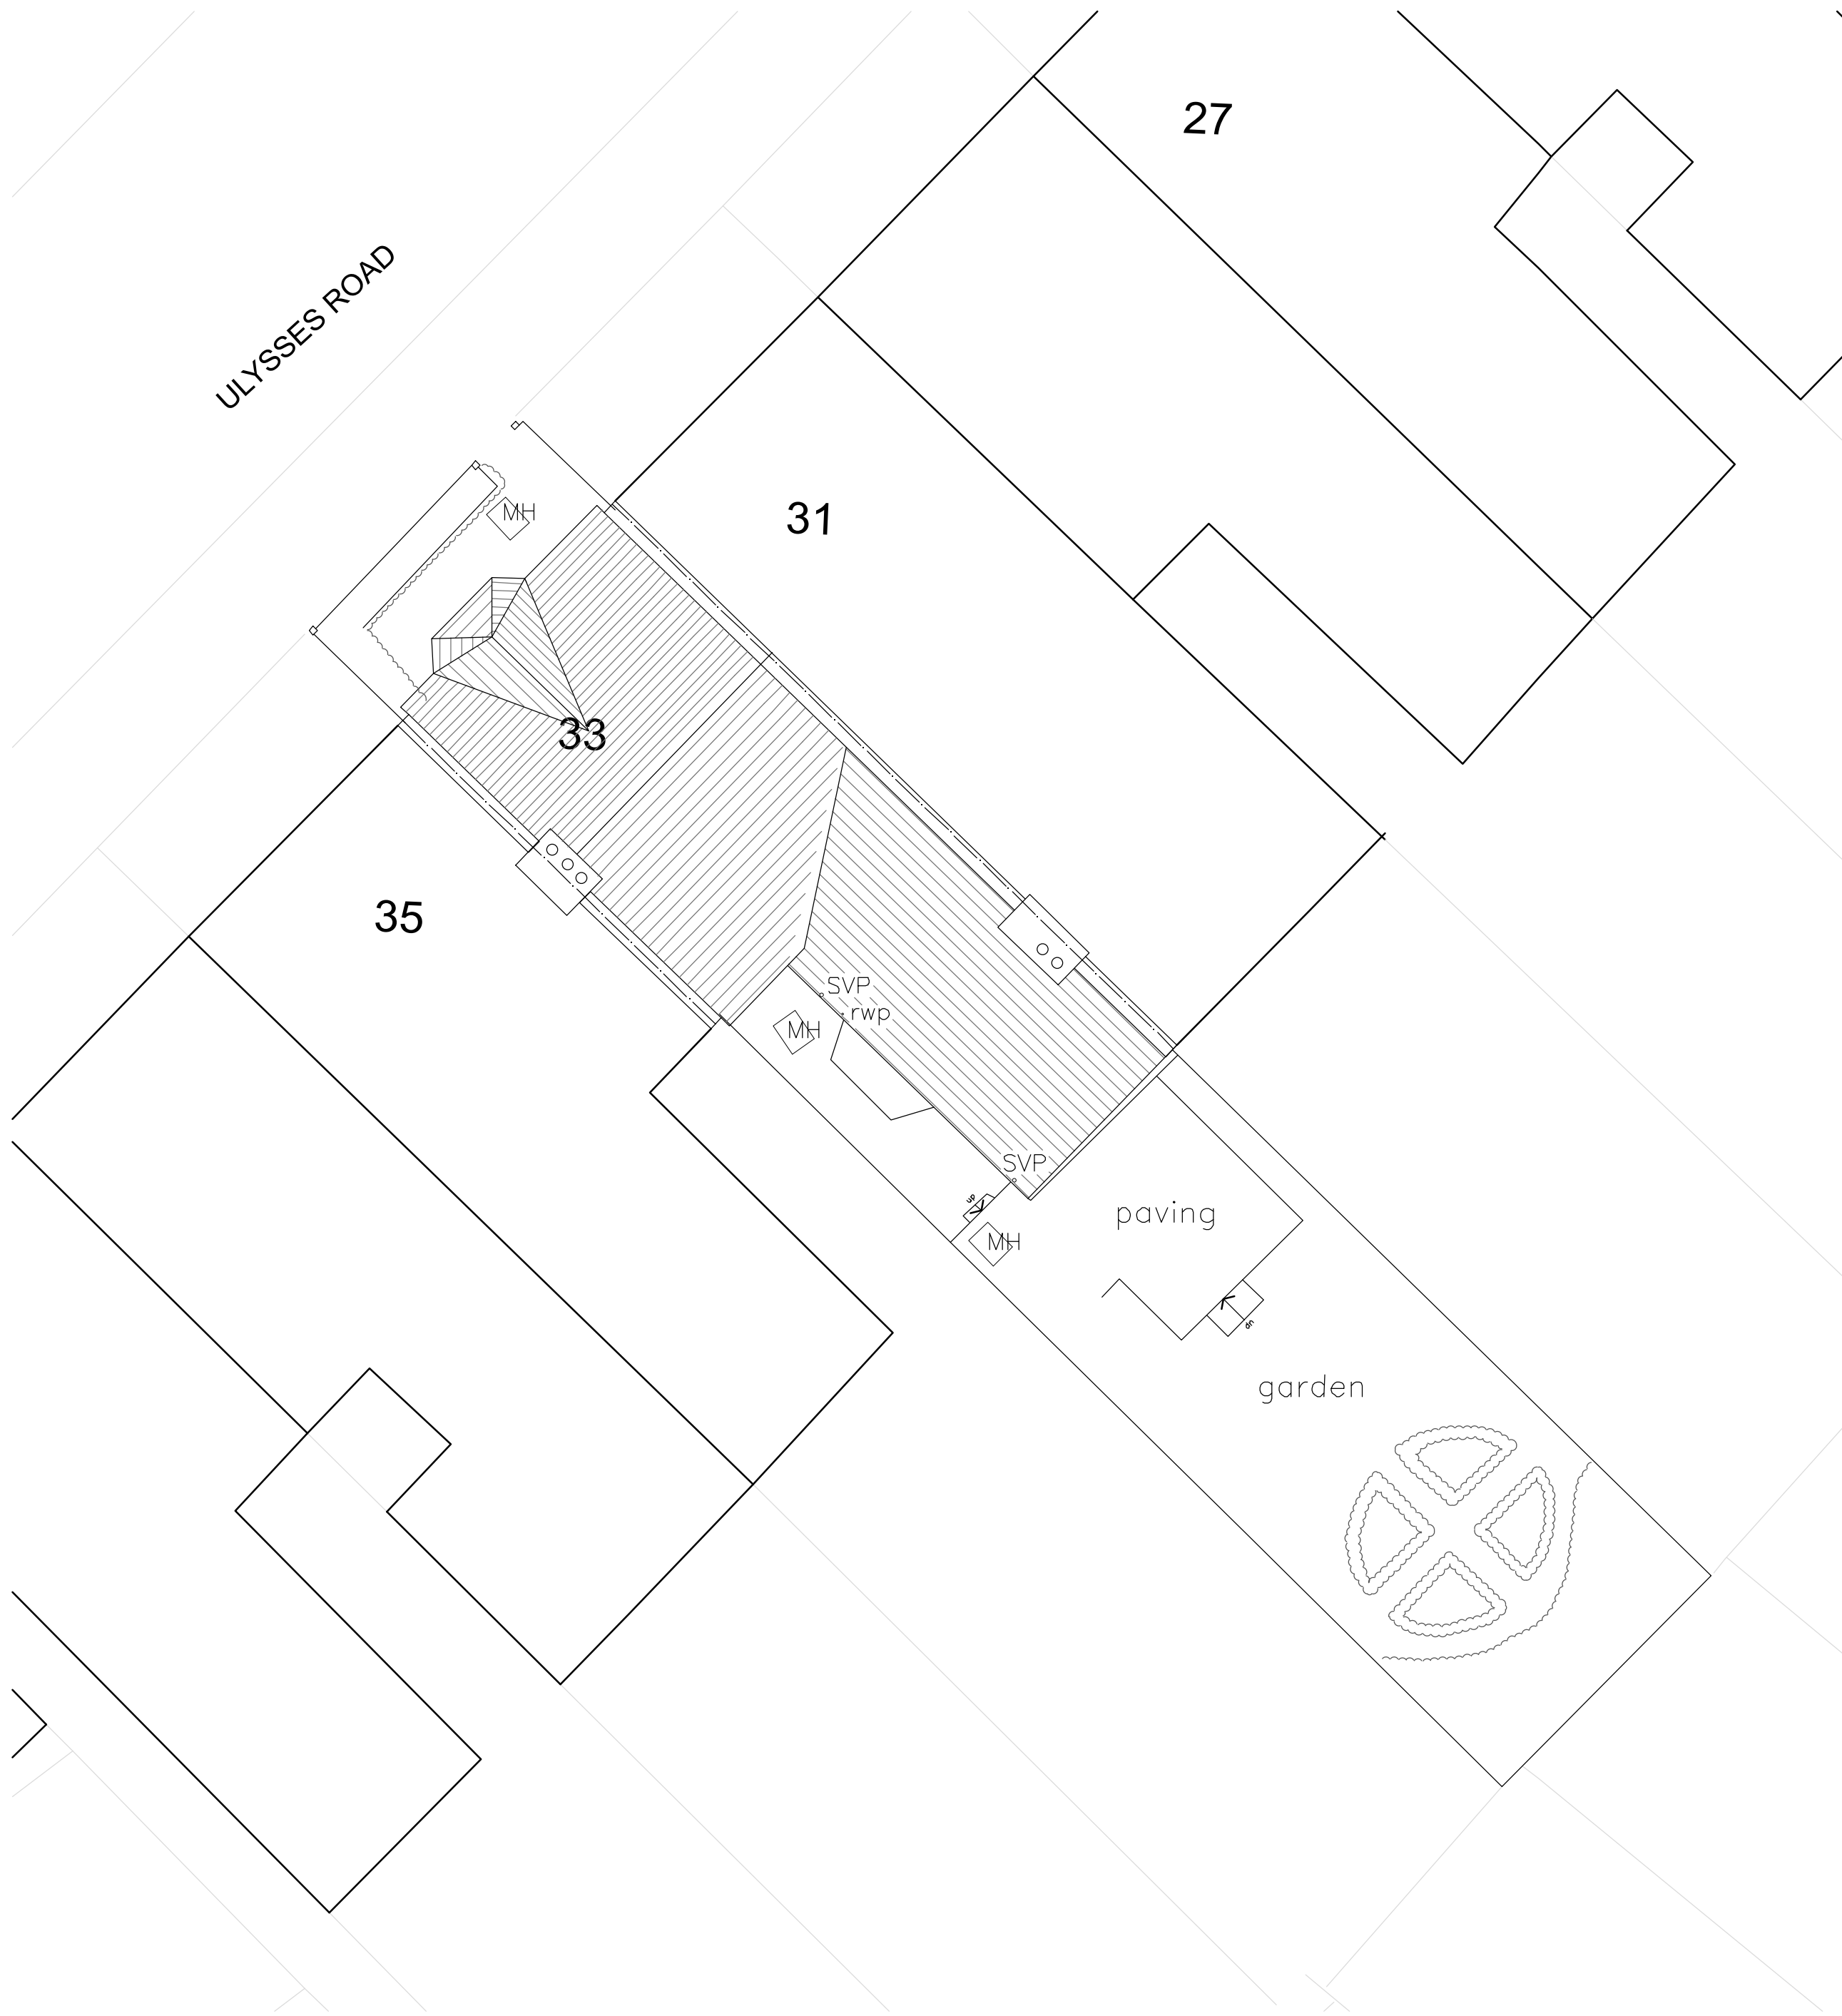 27
ULYSSES ROAD
MH
31
33
35
SVP
rwp
MH
SVP
up
paving
MH
dn
garden